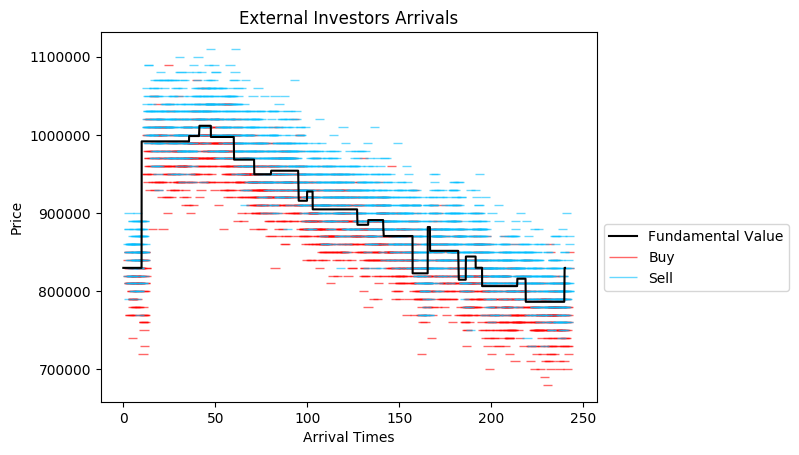 External Investors Arrivals
1100000
1000000
900000
800000
700000
Price
0 50 100 150 200 250
Arrival Times
Fundamental Value
Buy
Sell